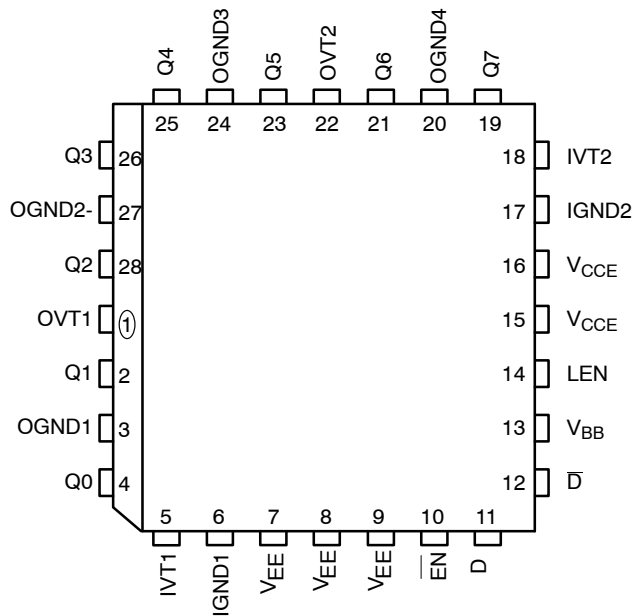 Q4 OGND3 Q5 OVT2 Q6 OGND4 Q7
25 24 23 22 21 20 19
Q3 26 18 IVT2
OGND2- 27 17 IGND2
Q2 28 16 VCCE
OVT1 1 15 VCCE
Q1 2 14 LEN
OGND1 3 13 VBB
Q0 4 12 D̅
5 6 7 8 9 10 11
IVT1 IGND1 VEE VEE VEE E̅N̅ D